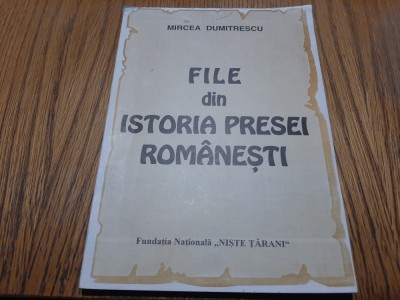 MIRCEA DUMITRESCU
FILE
din
ISTORIA PRESEI
ROMÂNEȘTI
Fundația Națională „NIȘTE ȚĂRANI“